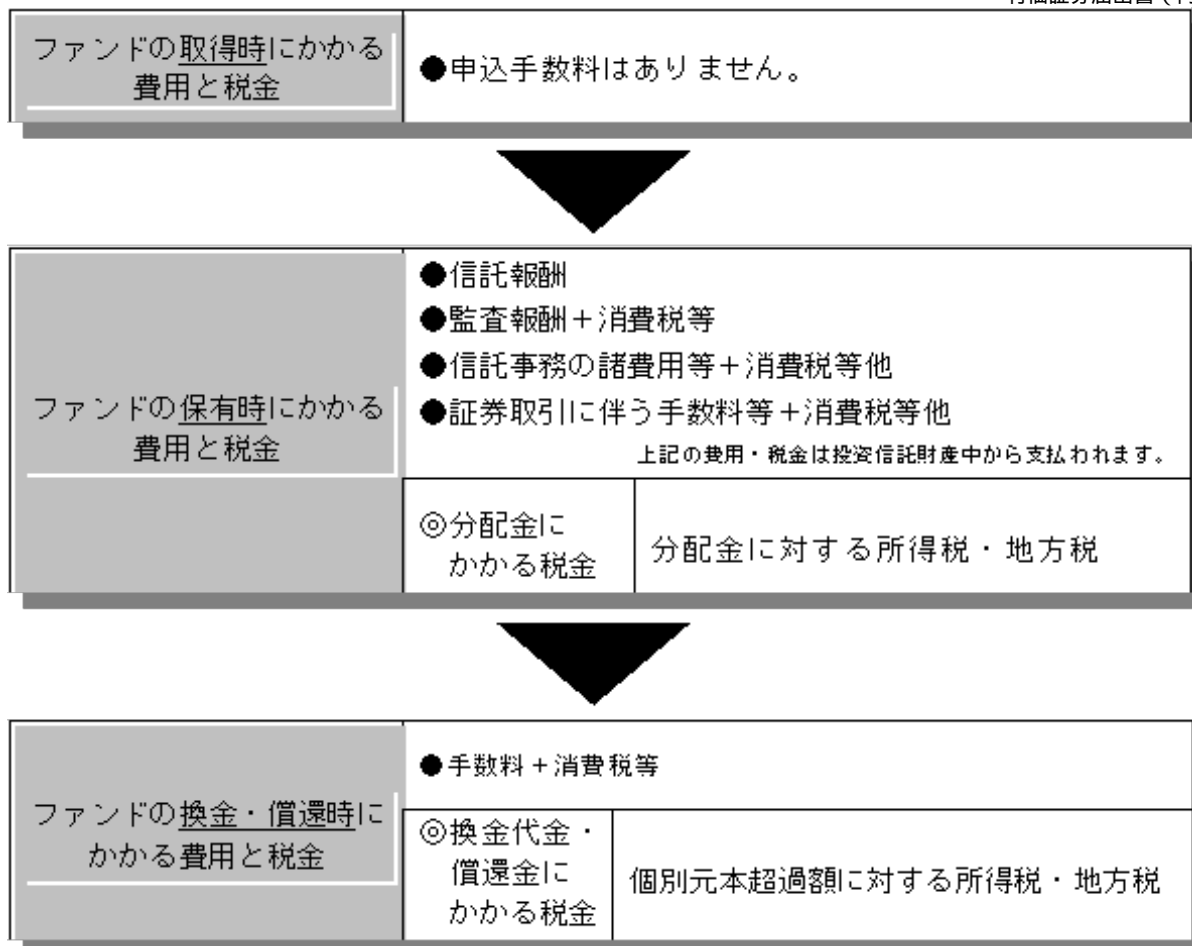 ファンドの取得時にかかる
費用と税金
●申込手数料はありません。
ファンドの保有時にかかる
費用と税金
●信託報酬
●監査報酬＋消費税等
●信託事務の諸費用等＋消費税等他
●証券取引に伴う手数料等＋消費税等他
上記の費用・税金は投資信託財産中から支払われます。
◎分配金に
かかる税金
分配金に対する所得税・地方税
ファンドの換金・償還時に
かかる費用と税金
●手数料＋消費税等
◎換金代金・
償還金に
かかる税金
個別元本超過額に対する所得税・地方税